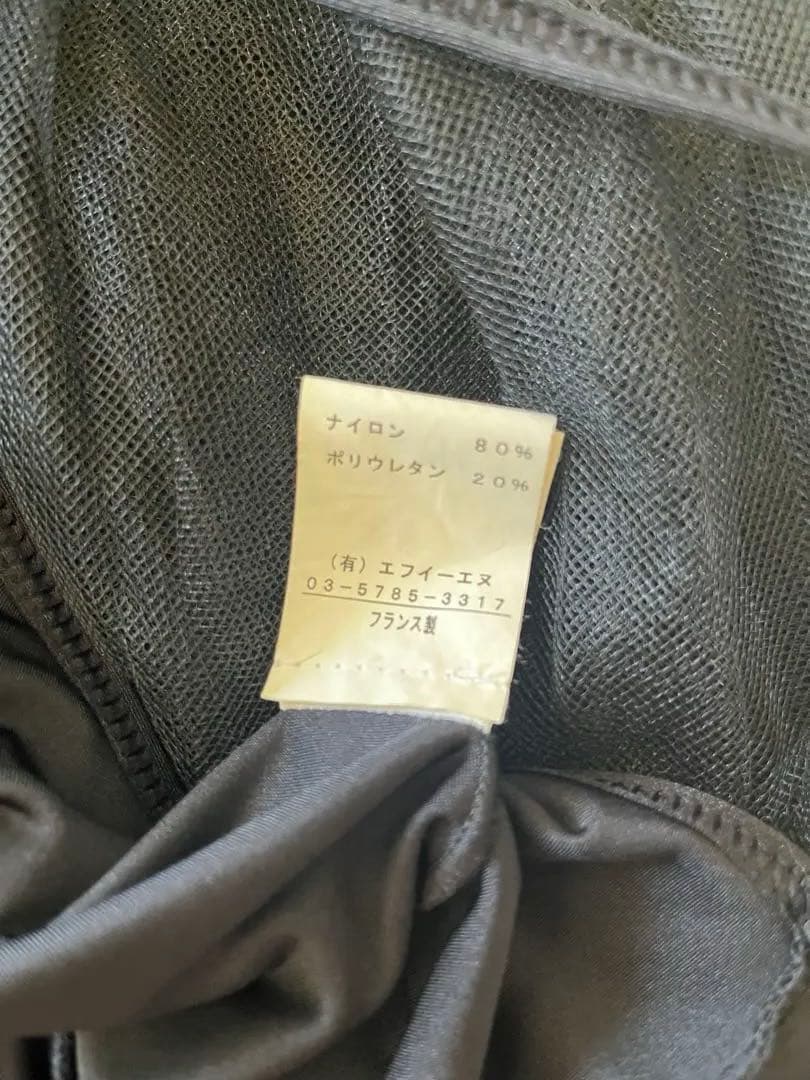 ナイロン 80%
ポリウレタン 20%
(有)エフイーエヌ
03-5785-3317
フランス製